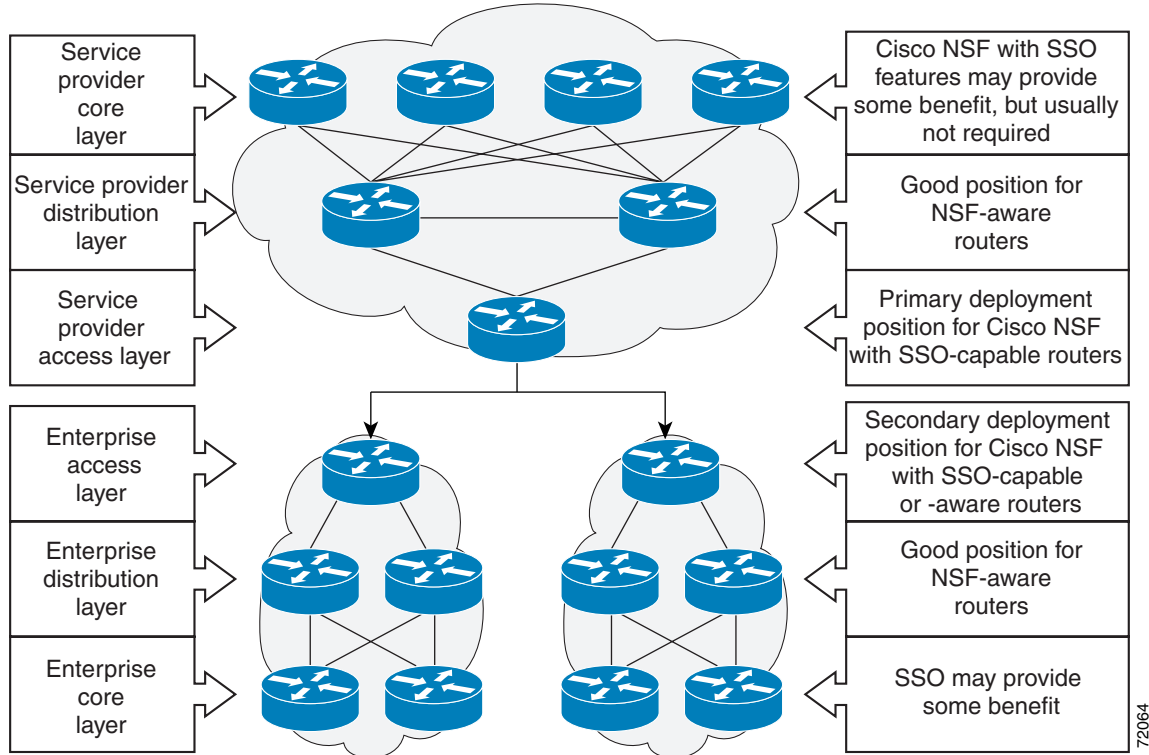 Service
provider
core
layer
Cisco NSF with SSO
features may provide
some benefit, but usually
not required
Service provider
distribution
layer
Good position for
NSF-aware
routers
Service
provider
access layer
Primary deployment
position for Cisco NSF
with SSO-capable routers
Enterprise
access
layer
Secondary deployment
position for Cisco NSF
with SSO-capable
or -aware routers
Enterprise
distribution
layer
Good position for
NSF-aware
routers
Enterprise
core
layer
SSO may provide
some benefit
72064